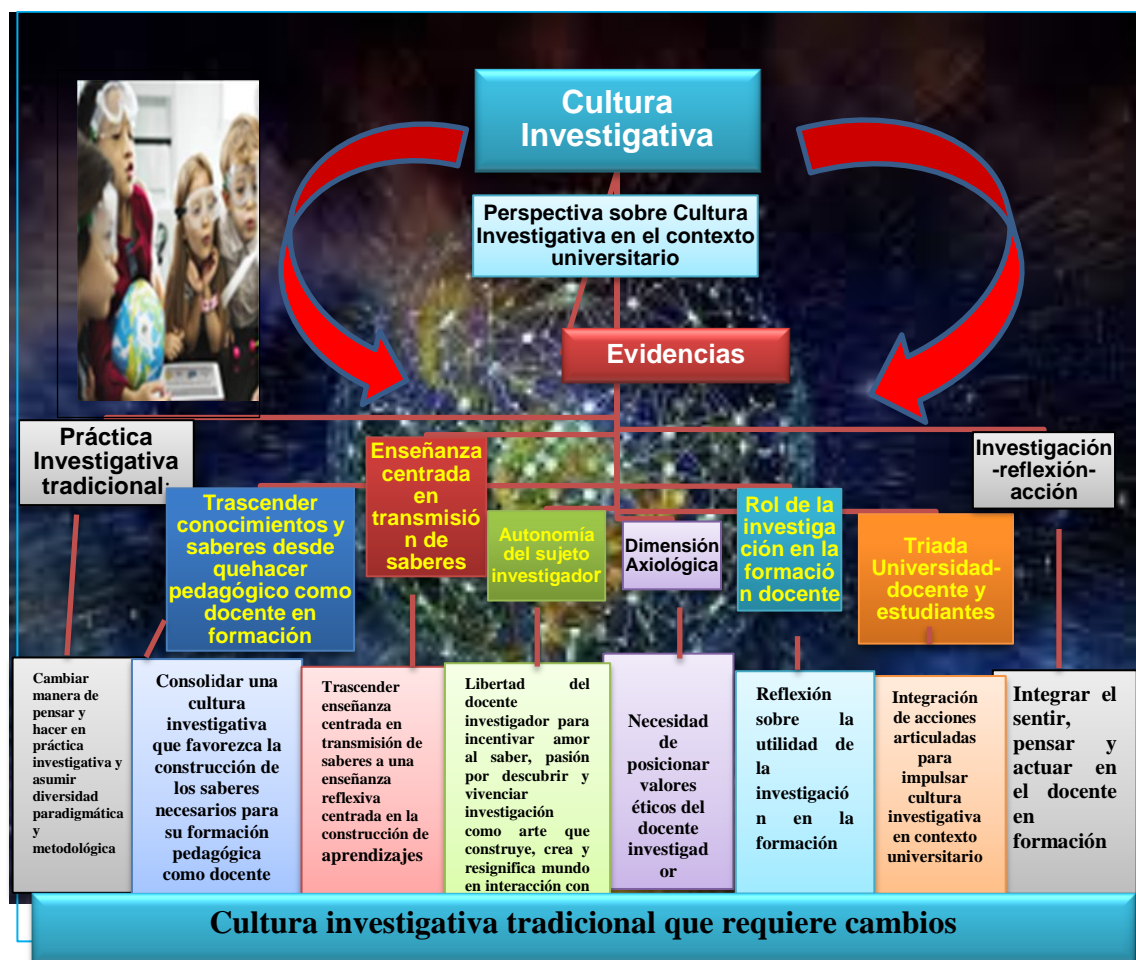 Cultura
Investigativa
Perspectiva sobre Cultura
Investigativa en el contexto
universitario
Evidencias
Práctica
Investigativa
tradicional:
Trascender
conocimientos y
saberes desde
quehacer
pedagógico como
docente en
formación
Enseñanza
centrada
en
transmisió
n de
saberes
Autonomía
del sujeto
investigador
Dimensión
Axiológica
Rol de la
investiga
ción en la
formació
n docente
Triada
Universidad-
docente y
estudiantes
Investigación
-reflexión-
acción
Cambiar
manera de
pensar y
hacer en
práctica
investigativa y
asumir
diversidad
paradigmática
y
metodológica
Consolidar una
cultura
investigativa
que favorezca la
construcción de
los saberes
necesarios para
su formación
pedagógica
como docente
Trascender
enseñanza
centrada en
transmisión de
saberes a una
enseñanza
reflexiva
centrada en la
construcción de
aprendizajes
Libertad del
docente
investigador para
incentivar amor
al saber, pasión
por descubrir y
vivenciar
investigación
como arte que
construye, crea y
resignifica mundo
en interacción con
Necesidad
de
posicionar
valores
éticos del
docente
investigad
or
Reflexión
sobre la
utilidad de
la
investigació
n en la
formación
Integración
de acciones
articuladas
para
impulsar
cultura
investigativa
en contexto
universitario
Integrar el
sentir,
pensar y
actuar en
el docente
en
formación
Cultura investigativa tradicional que requiere cambios